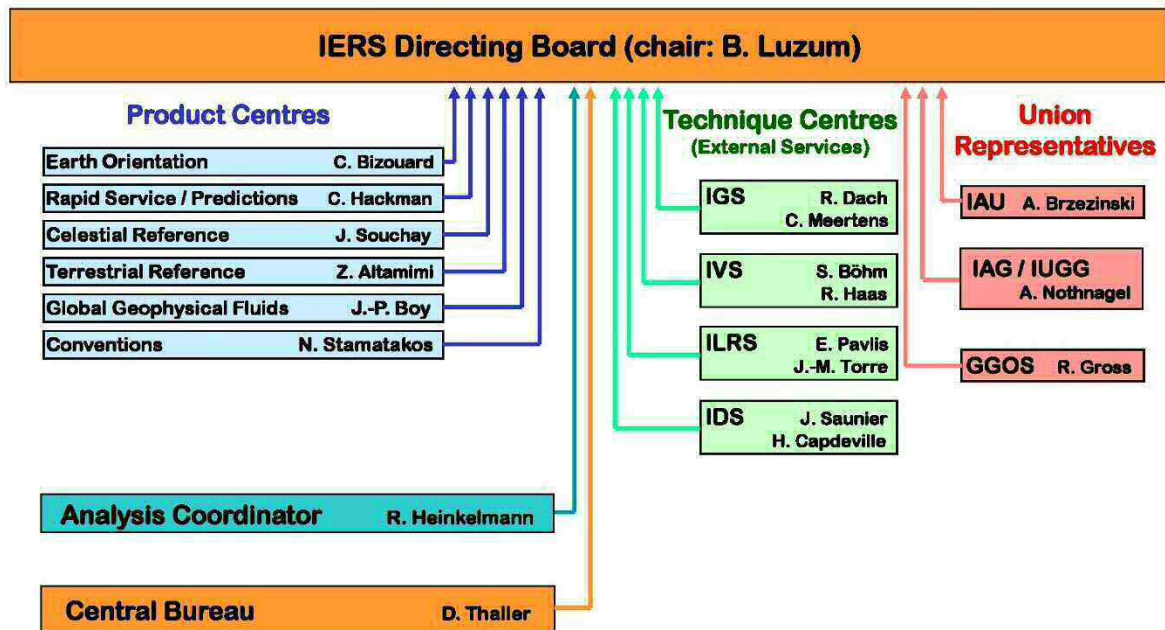 IERS Directing Board (chair: B. Luzum)
Product Centres
Earth Orientation C. Bizouard
Rapid Service / Predictions C. Hackman
Celestial Reference J. Souchay
Terrestrial Reference Z. Altamimi
Global Geophysical Fluids J.-P. Boy
Conventions N. Stamatakos
Technique Centres
(External Services)
IGS R. Dach
C. Meertens
IVS S. Böhm
R. Haas
ILRS E. Pavlis
J.-M. Torre
IDS J. Saunier
H. Capdeville
Union
Representatives
IAU A. Brzezinski
IAG / IUGG
A. Nothnagel
GGOS R. Gross
Analysis Coordinator R. Heinkelmann
Central Bureau D. Thaller